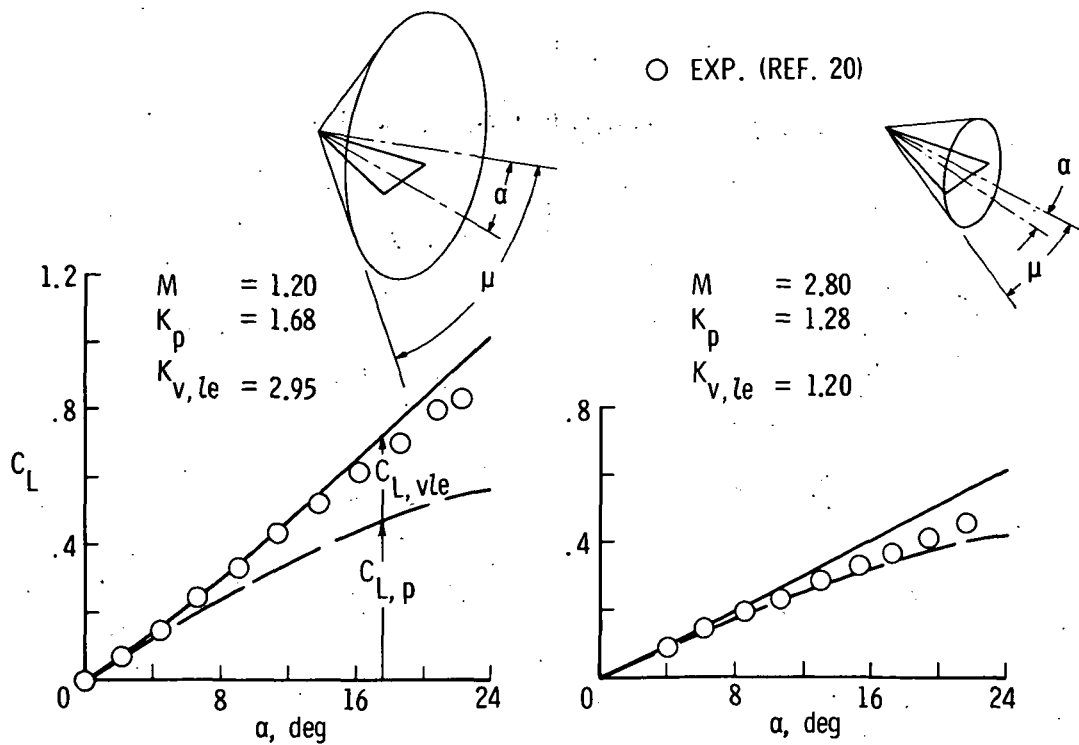 ○ EXP. (REF. 20)
α
μ
M = 1.20
K_p = 1.68
K_v,le = 2.95
1.2
.8
C_L
.4
0
C_L,vle
C_L,p
0 8 16 24
α, deg
α
μ
M = 2.80
K_p = 1.28
K_v,le = 1.20
.8
.4
0
0 8 16 24
α, deg